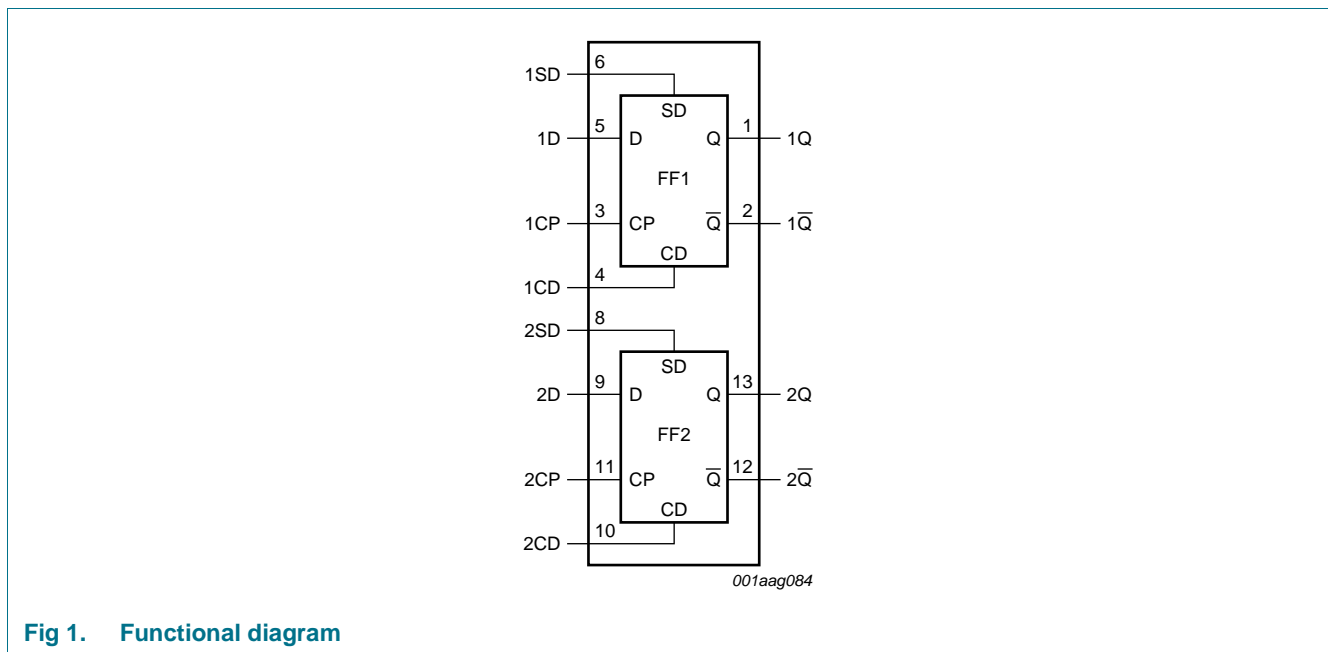 6
1SD
SD
5
1
1D
D
Q
1Q
FF1
3
2
1CP
CP
Q̅
1Q̅
CD
4
1CD
8
2SD
SD
9
13
2D
D
Q
2Q
FF2
11
12
2CP
CP
Q̅
2Q̅
CD
10
2CD
001aag084
Fig 1. Functional diagram